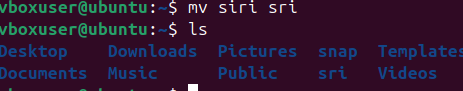 vboxuser@ubuntu:~$ mv siri sri
vboxuser@ubuntu:~$ ls
Desktop Downloads Pictures snap Templates
Documents Music Public sri Videos
vboxuser@ubuntu:~$